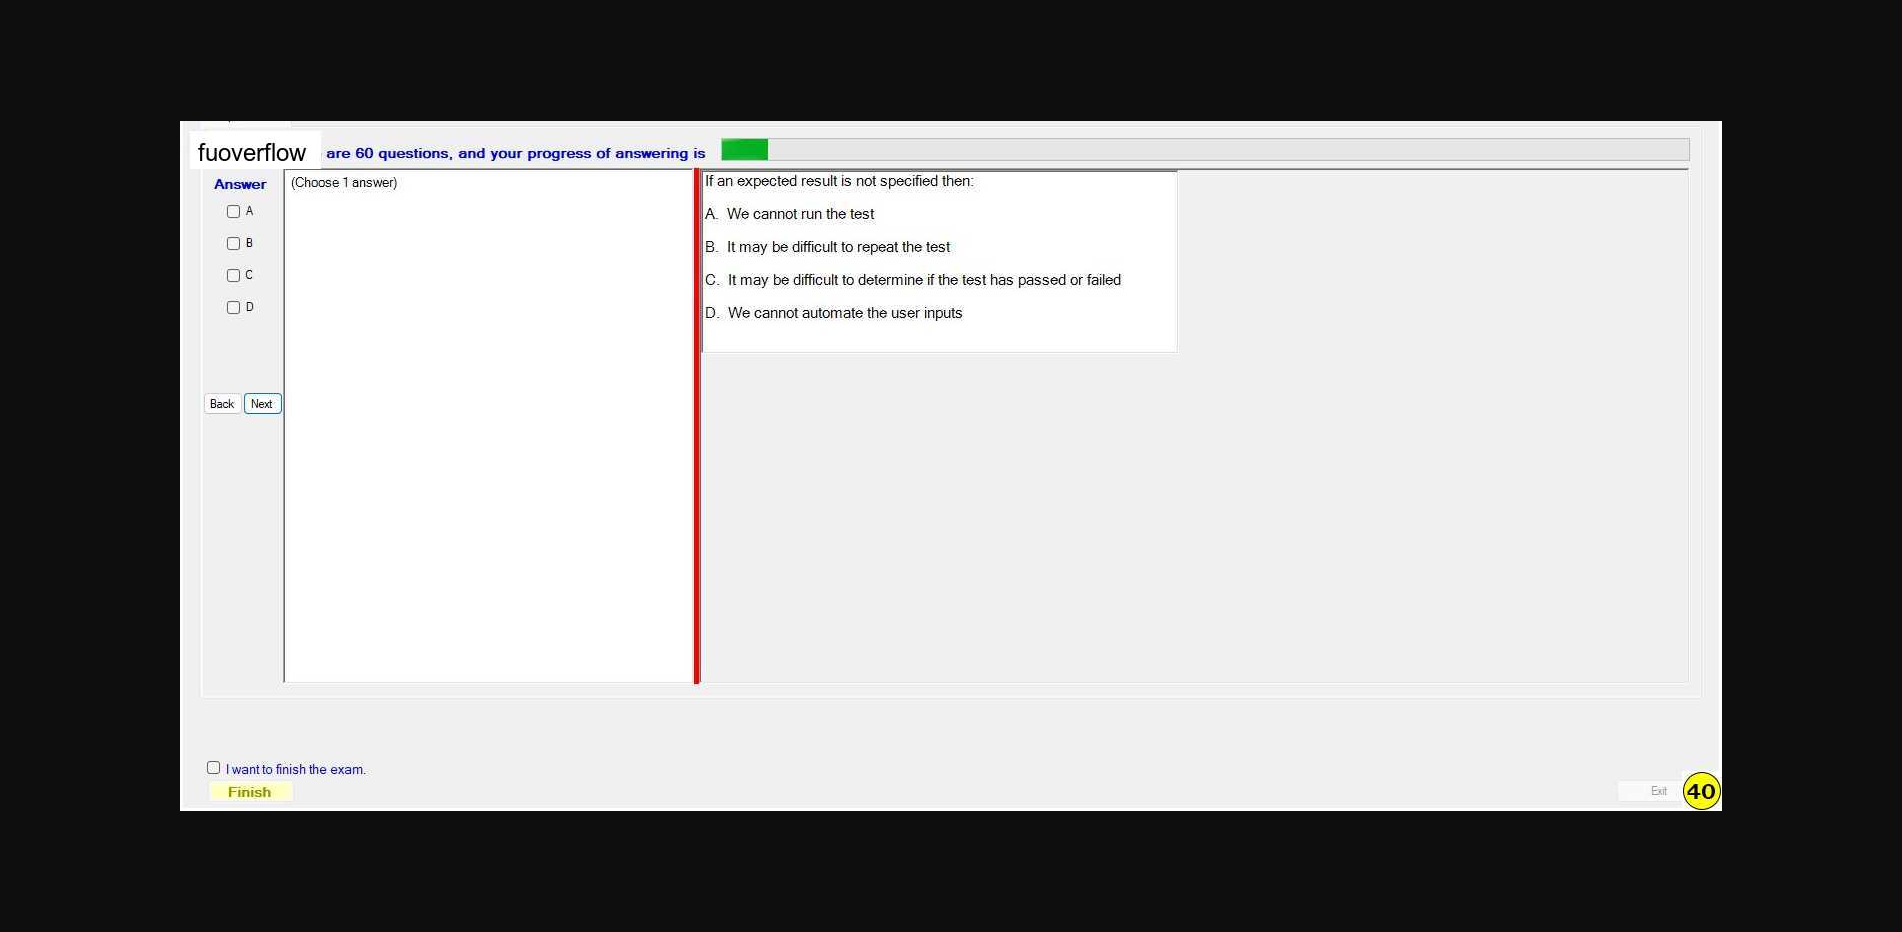 fuoverflow are 60 questions, and your progress of answering is
Answer
(Choose 1 answer)
A
B
C
D
Back Next
If an expected result is not specified then:
A. We cannot run the test
B. It may be difficult to repeat the test
C. It may be difficult to determine if the test has passed or failed
D. We cannot automate the user inputs
I want to finish the exam.
Finish
Exit
40